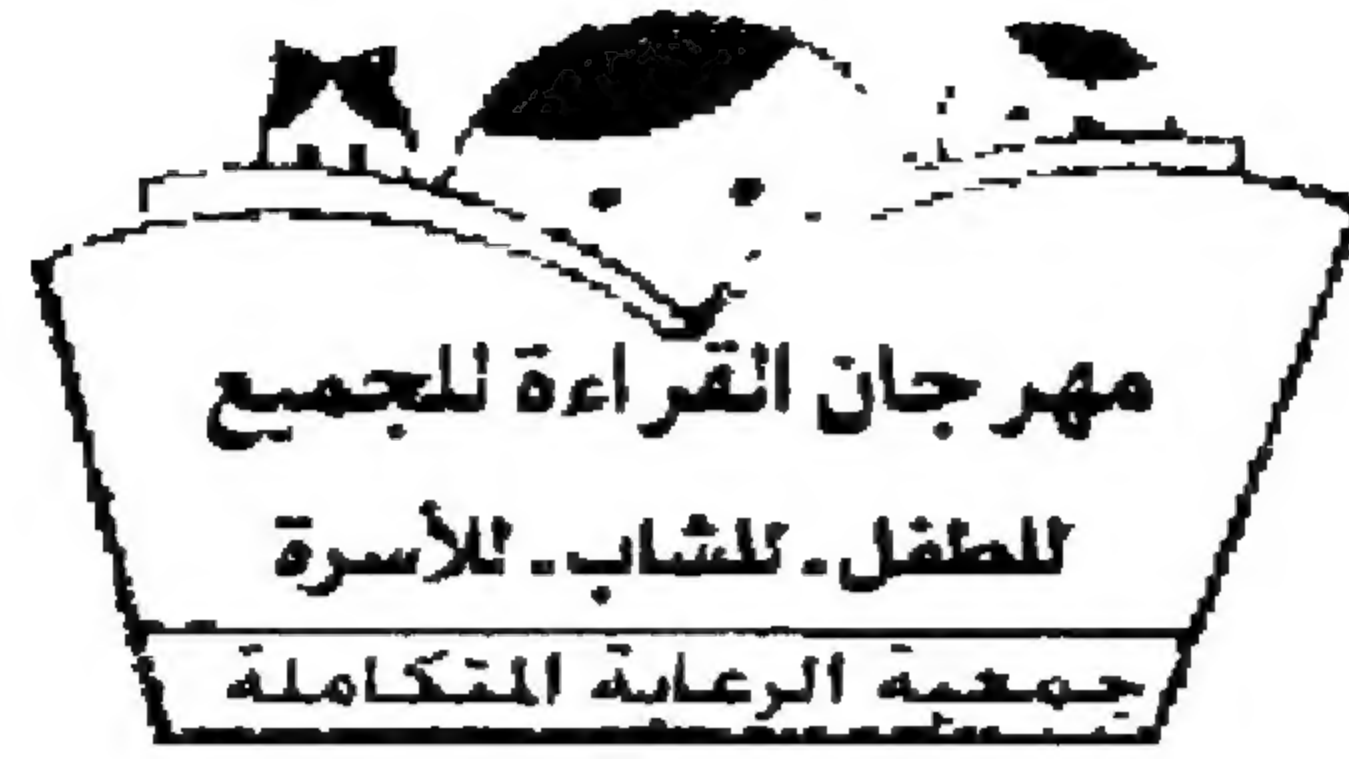 مهرجان القراءة للجميع
للطفل - للشاب - للأسرة
جمعية الرعاية المتكاملة